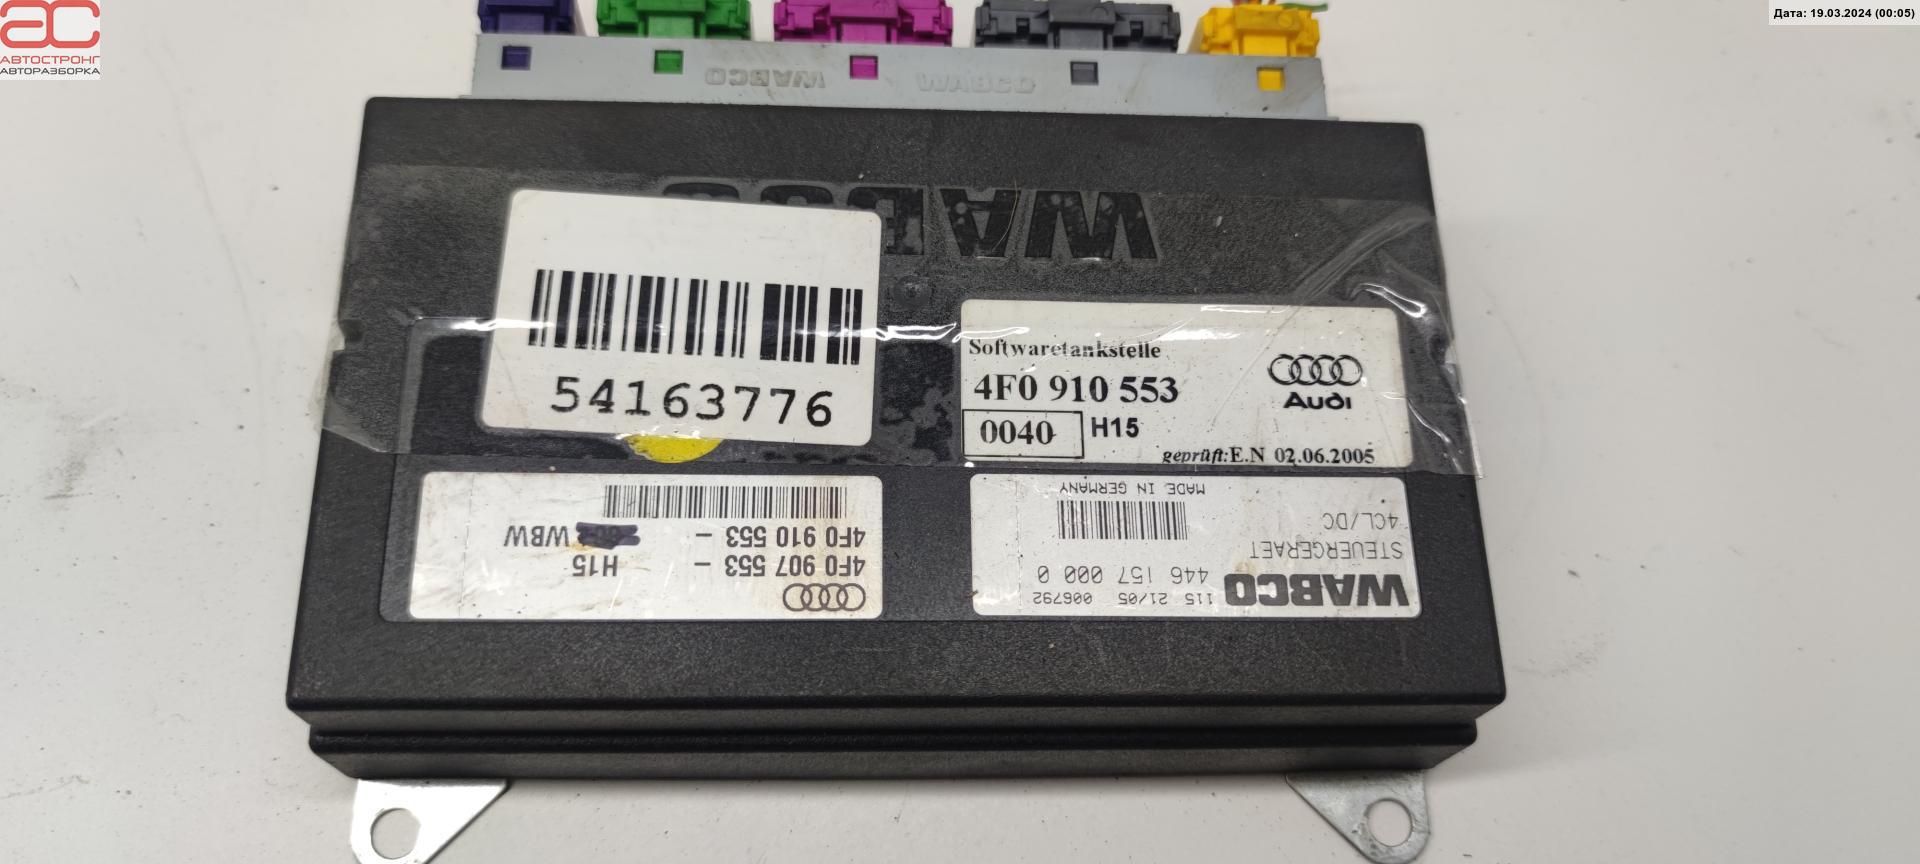 АВТОСТРОНГ
АВТОРАЗБОРКА
Дата: 19.03.2024 (00:05)
WABCO WABCO
WABCO
54163776
Softwaretankstelle
4F0 910 553
Audi
0040 H15
geprüft:E.N 02.06.2005
4F0 907 553 - H15
4F0 910 553 - WBW
WABCO
115 21/05 006792
446 157 000 0
STEUERGERAET
4CL/DC
MADE IN GERMANY